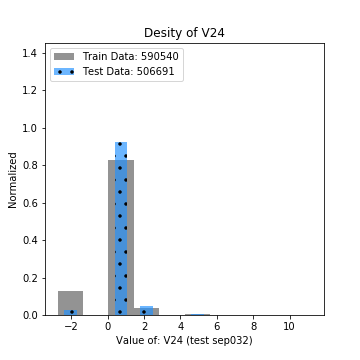 Desity of V24
Train Data: 590540
Test Data: 506691
1.4
1.2
1.0
0.8
0.6
0.4
0.2
0.0
Normalized
−2 0 2 4 6 8 10
Value of: V24 (test sep032)